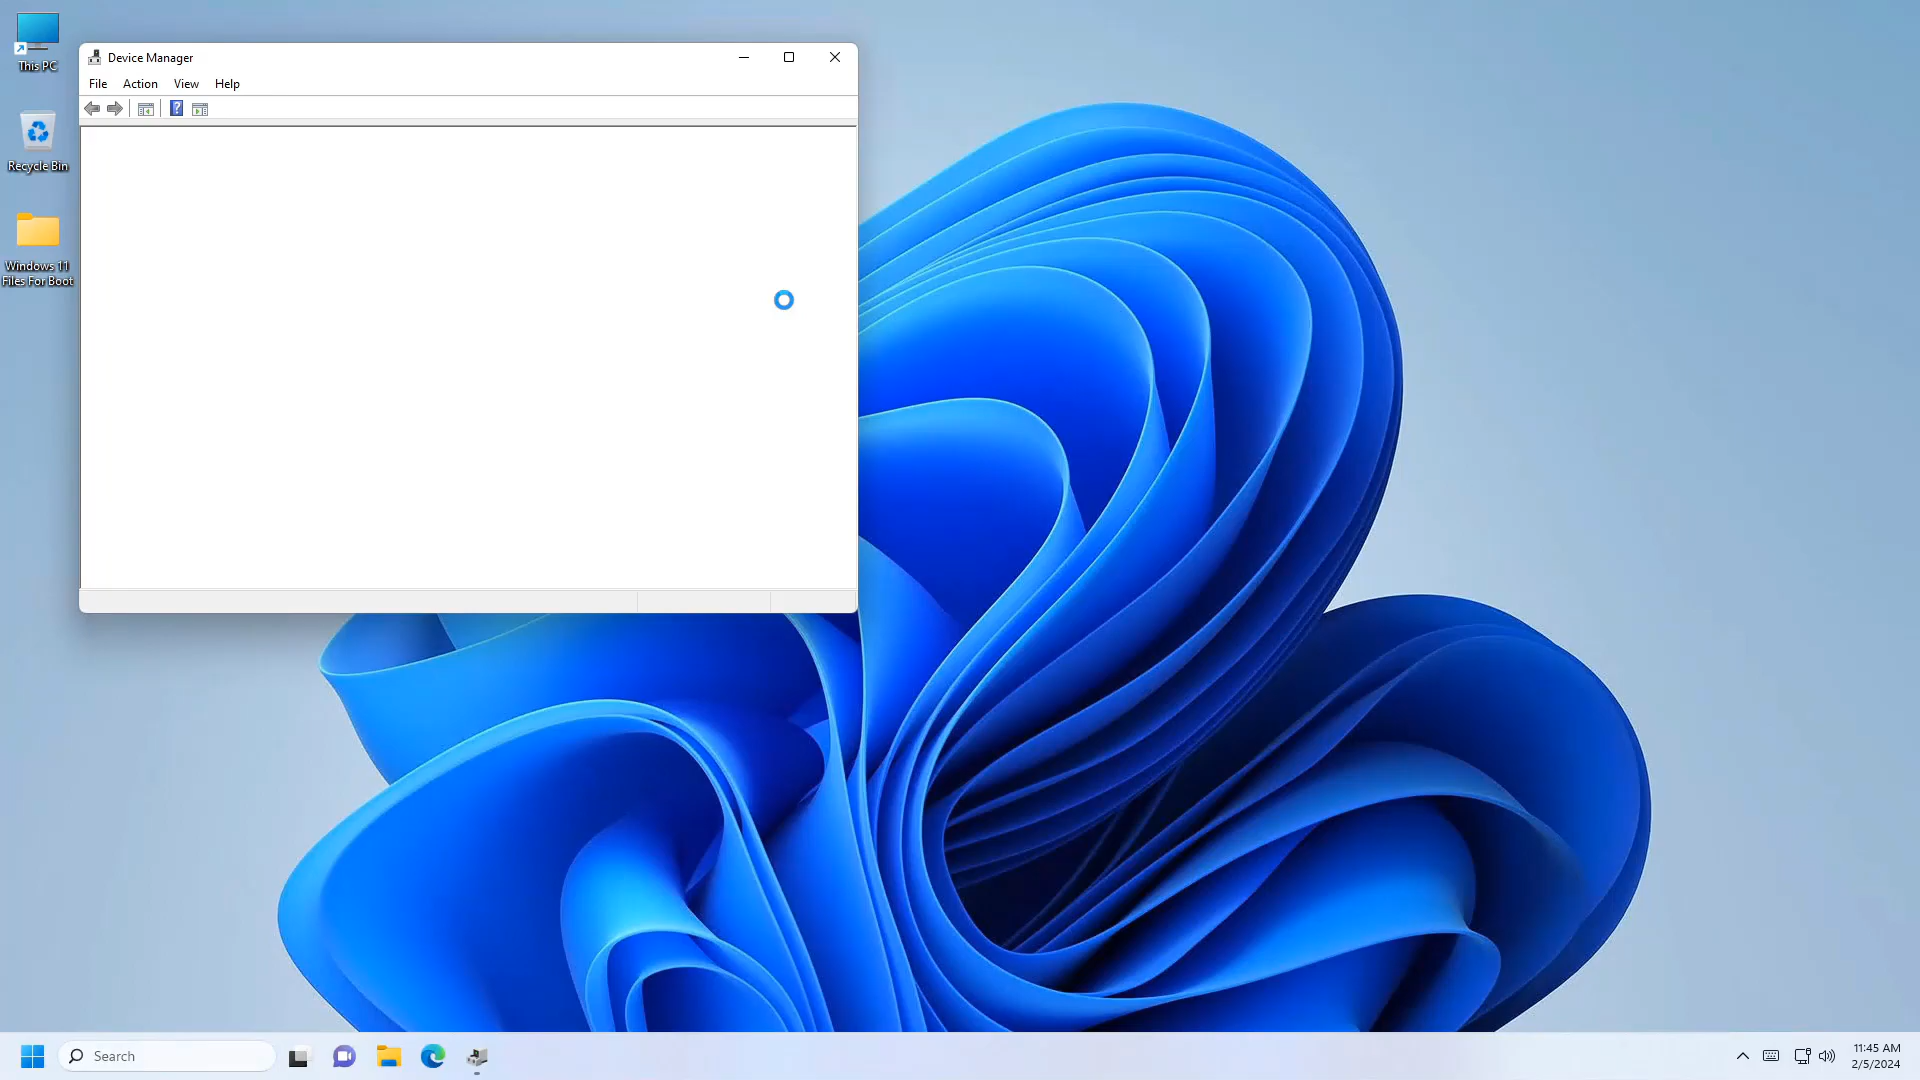 This PC
Recycle Bin
Windows 11
Files For Boot
Device Manager
File Action View Help
?
Search
11:45 AM
2/5/2024